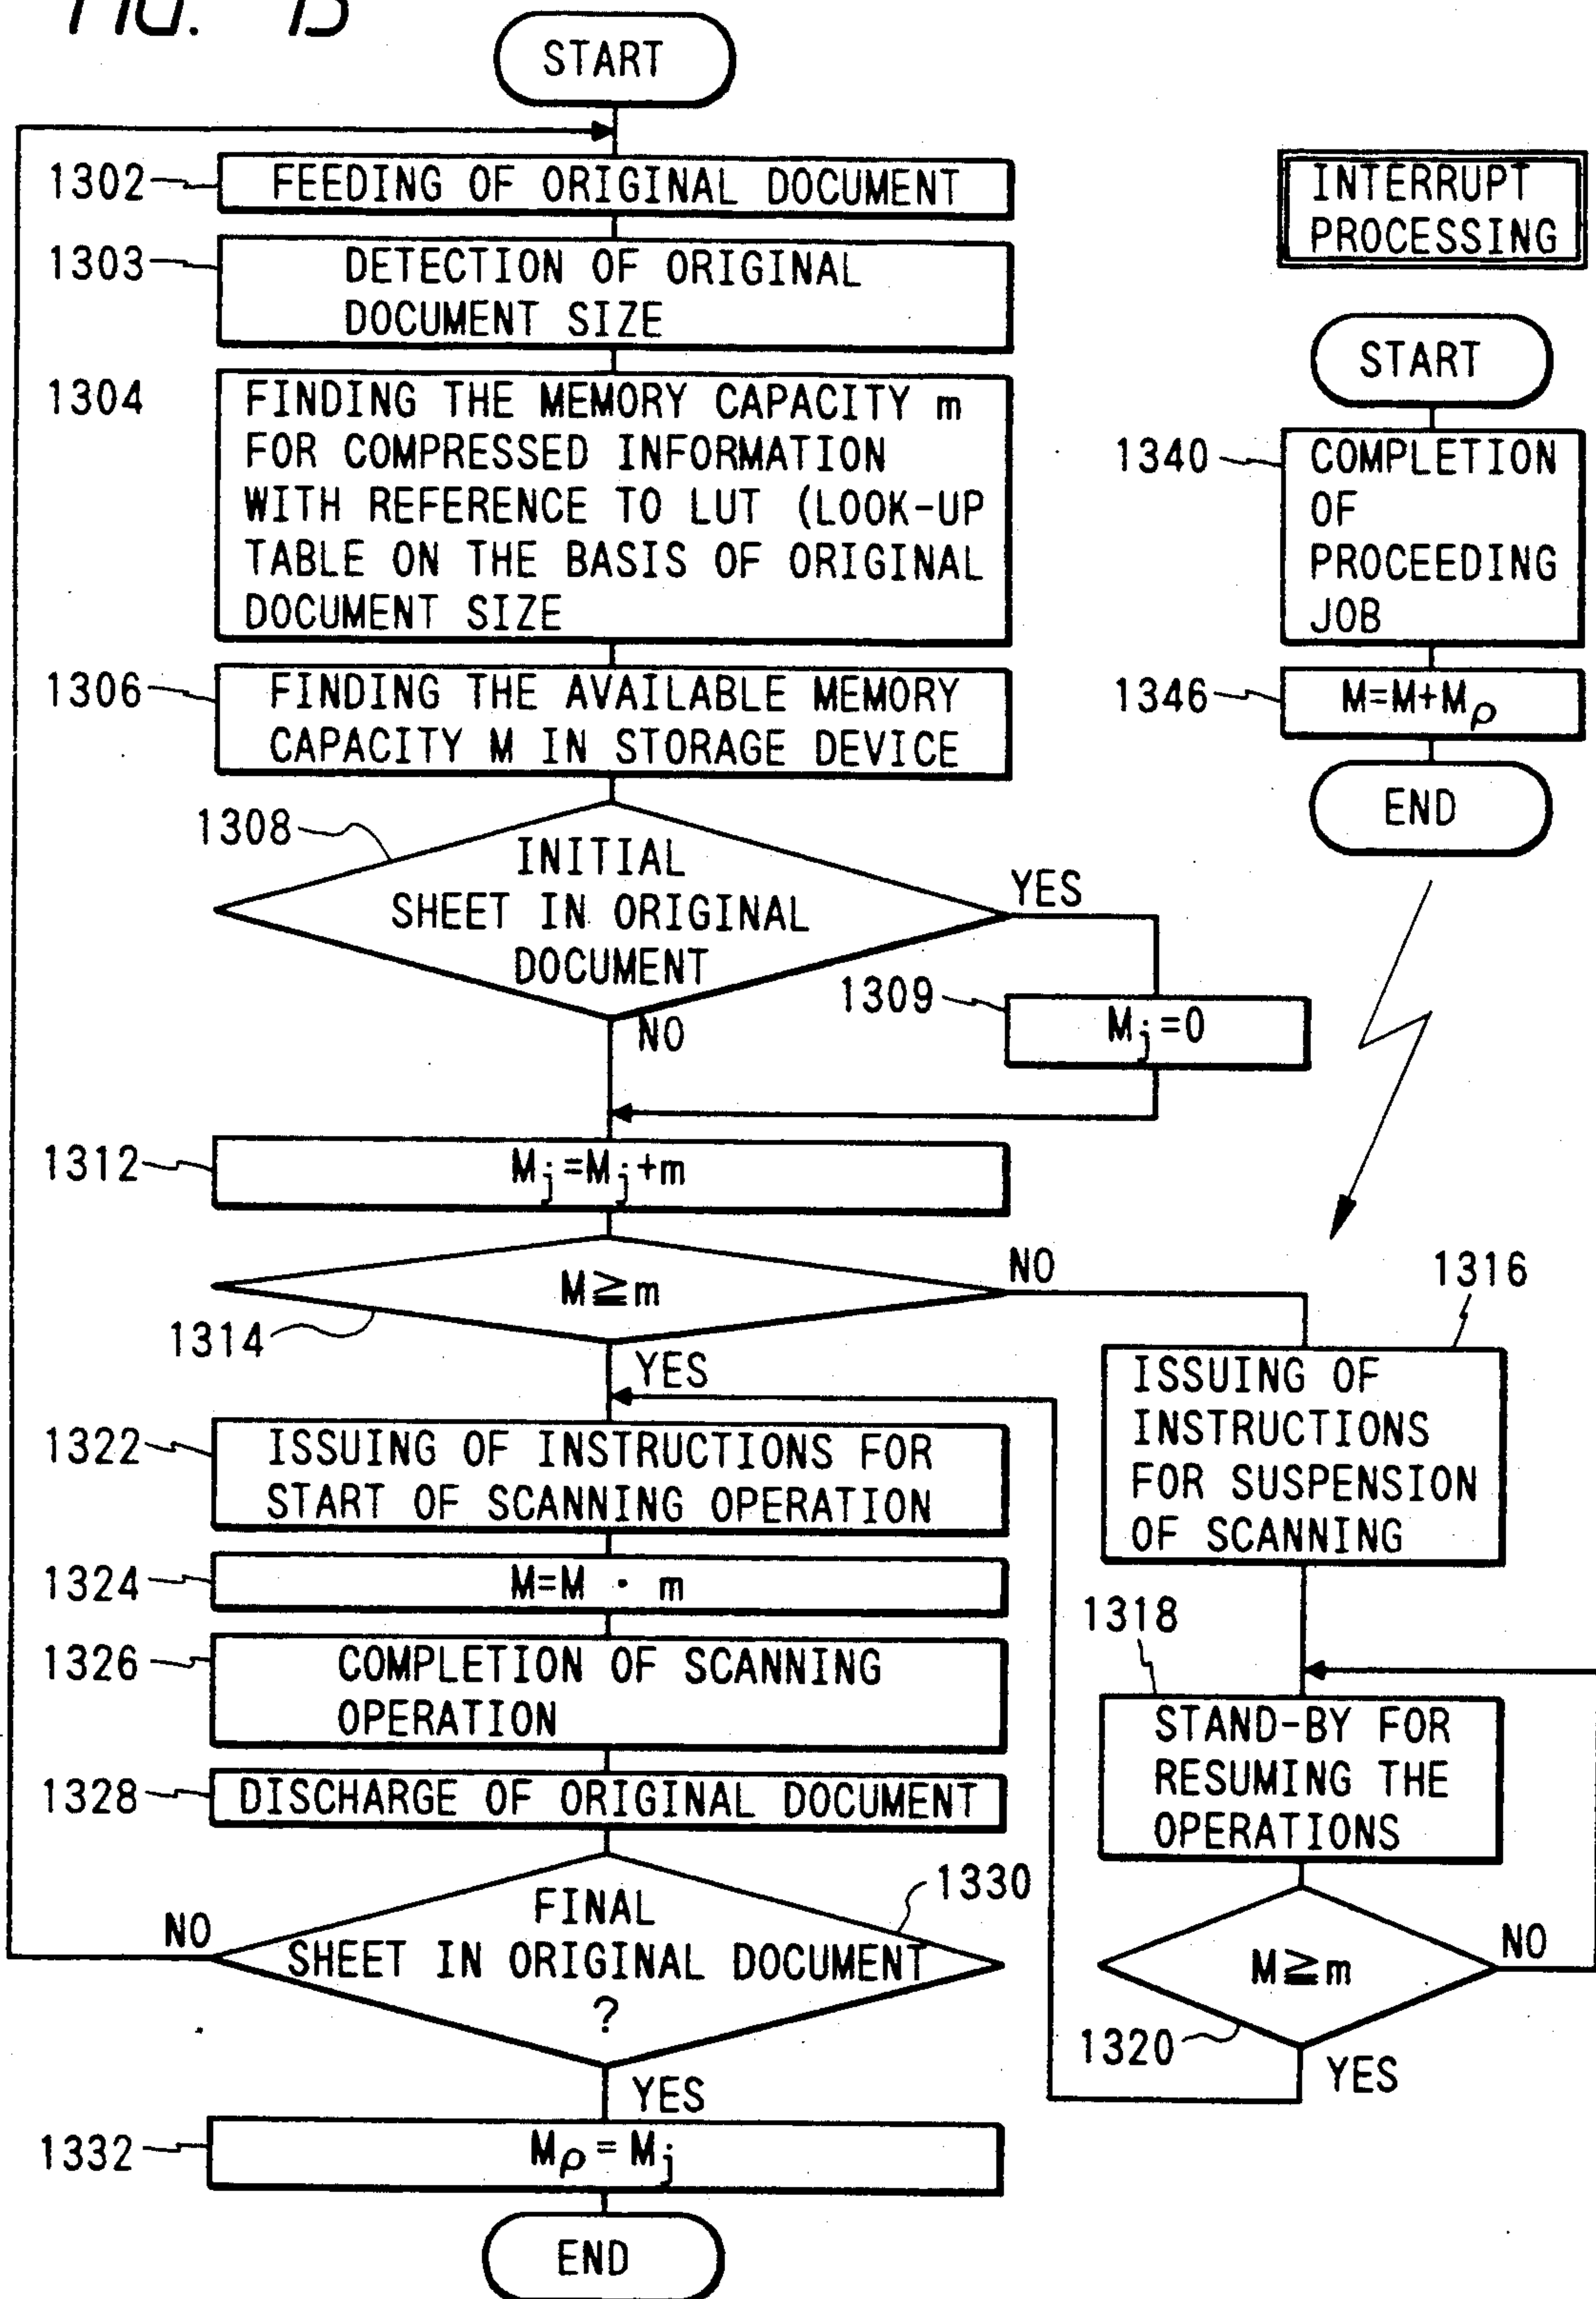 FIG. 13
START
1302
FEEDING OF ORIGINAL DOCUMENT
1303
DETECTION OF ORIGINAL
DOCUMENT SIZE
1304
FINDING THE MEMORY CAPACITY m
FOR COMPRESSED INFORMATION
WITH REFERENCE TO LUT (LOOK-UP
TABLE ON THE BASIS OF ORIGINAL
DOCUMENT SIZE
1306
FINDING THE AVAILABLE MEMORY
CAPACITY M IN STORAGE DEVICE
1308
INITIAL
SHEET IN ORIGINAL
DOCUMENT
YES
NO
1309
Mj=0
1312
Mj=Mj+m
M≧m
1314
NO
YES
1316
ISSUING OF
INSTRUCTIONS
FOR SUSPENSION
OF SCANNING
1318
STAND-BY FOR
RESUMING THE
OPERATIONS
M≧m
1320
NO
YES
1322
ISSUING OF INSTRUCTIONS FOR
START OF SCANNING OPERATION
1324
M=M · m
1326
COMPLETION OF SCANNING
OPERATION
1328
DISCHARGE OF ORIGINAL DOCUMENT
1330
FINAL
SHEET IN ORIGINAL DOCUMENT
?
NO
YES
1332
Mρ=Mj
END
INTERRUPT
PROCESSING
START
1340
COMPLETION
OF
PROCEEDING
JOB
1346
M=M+Mρ
END